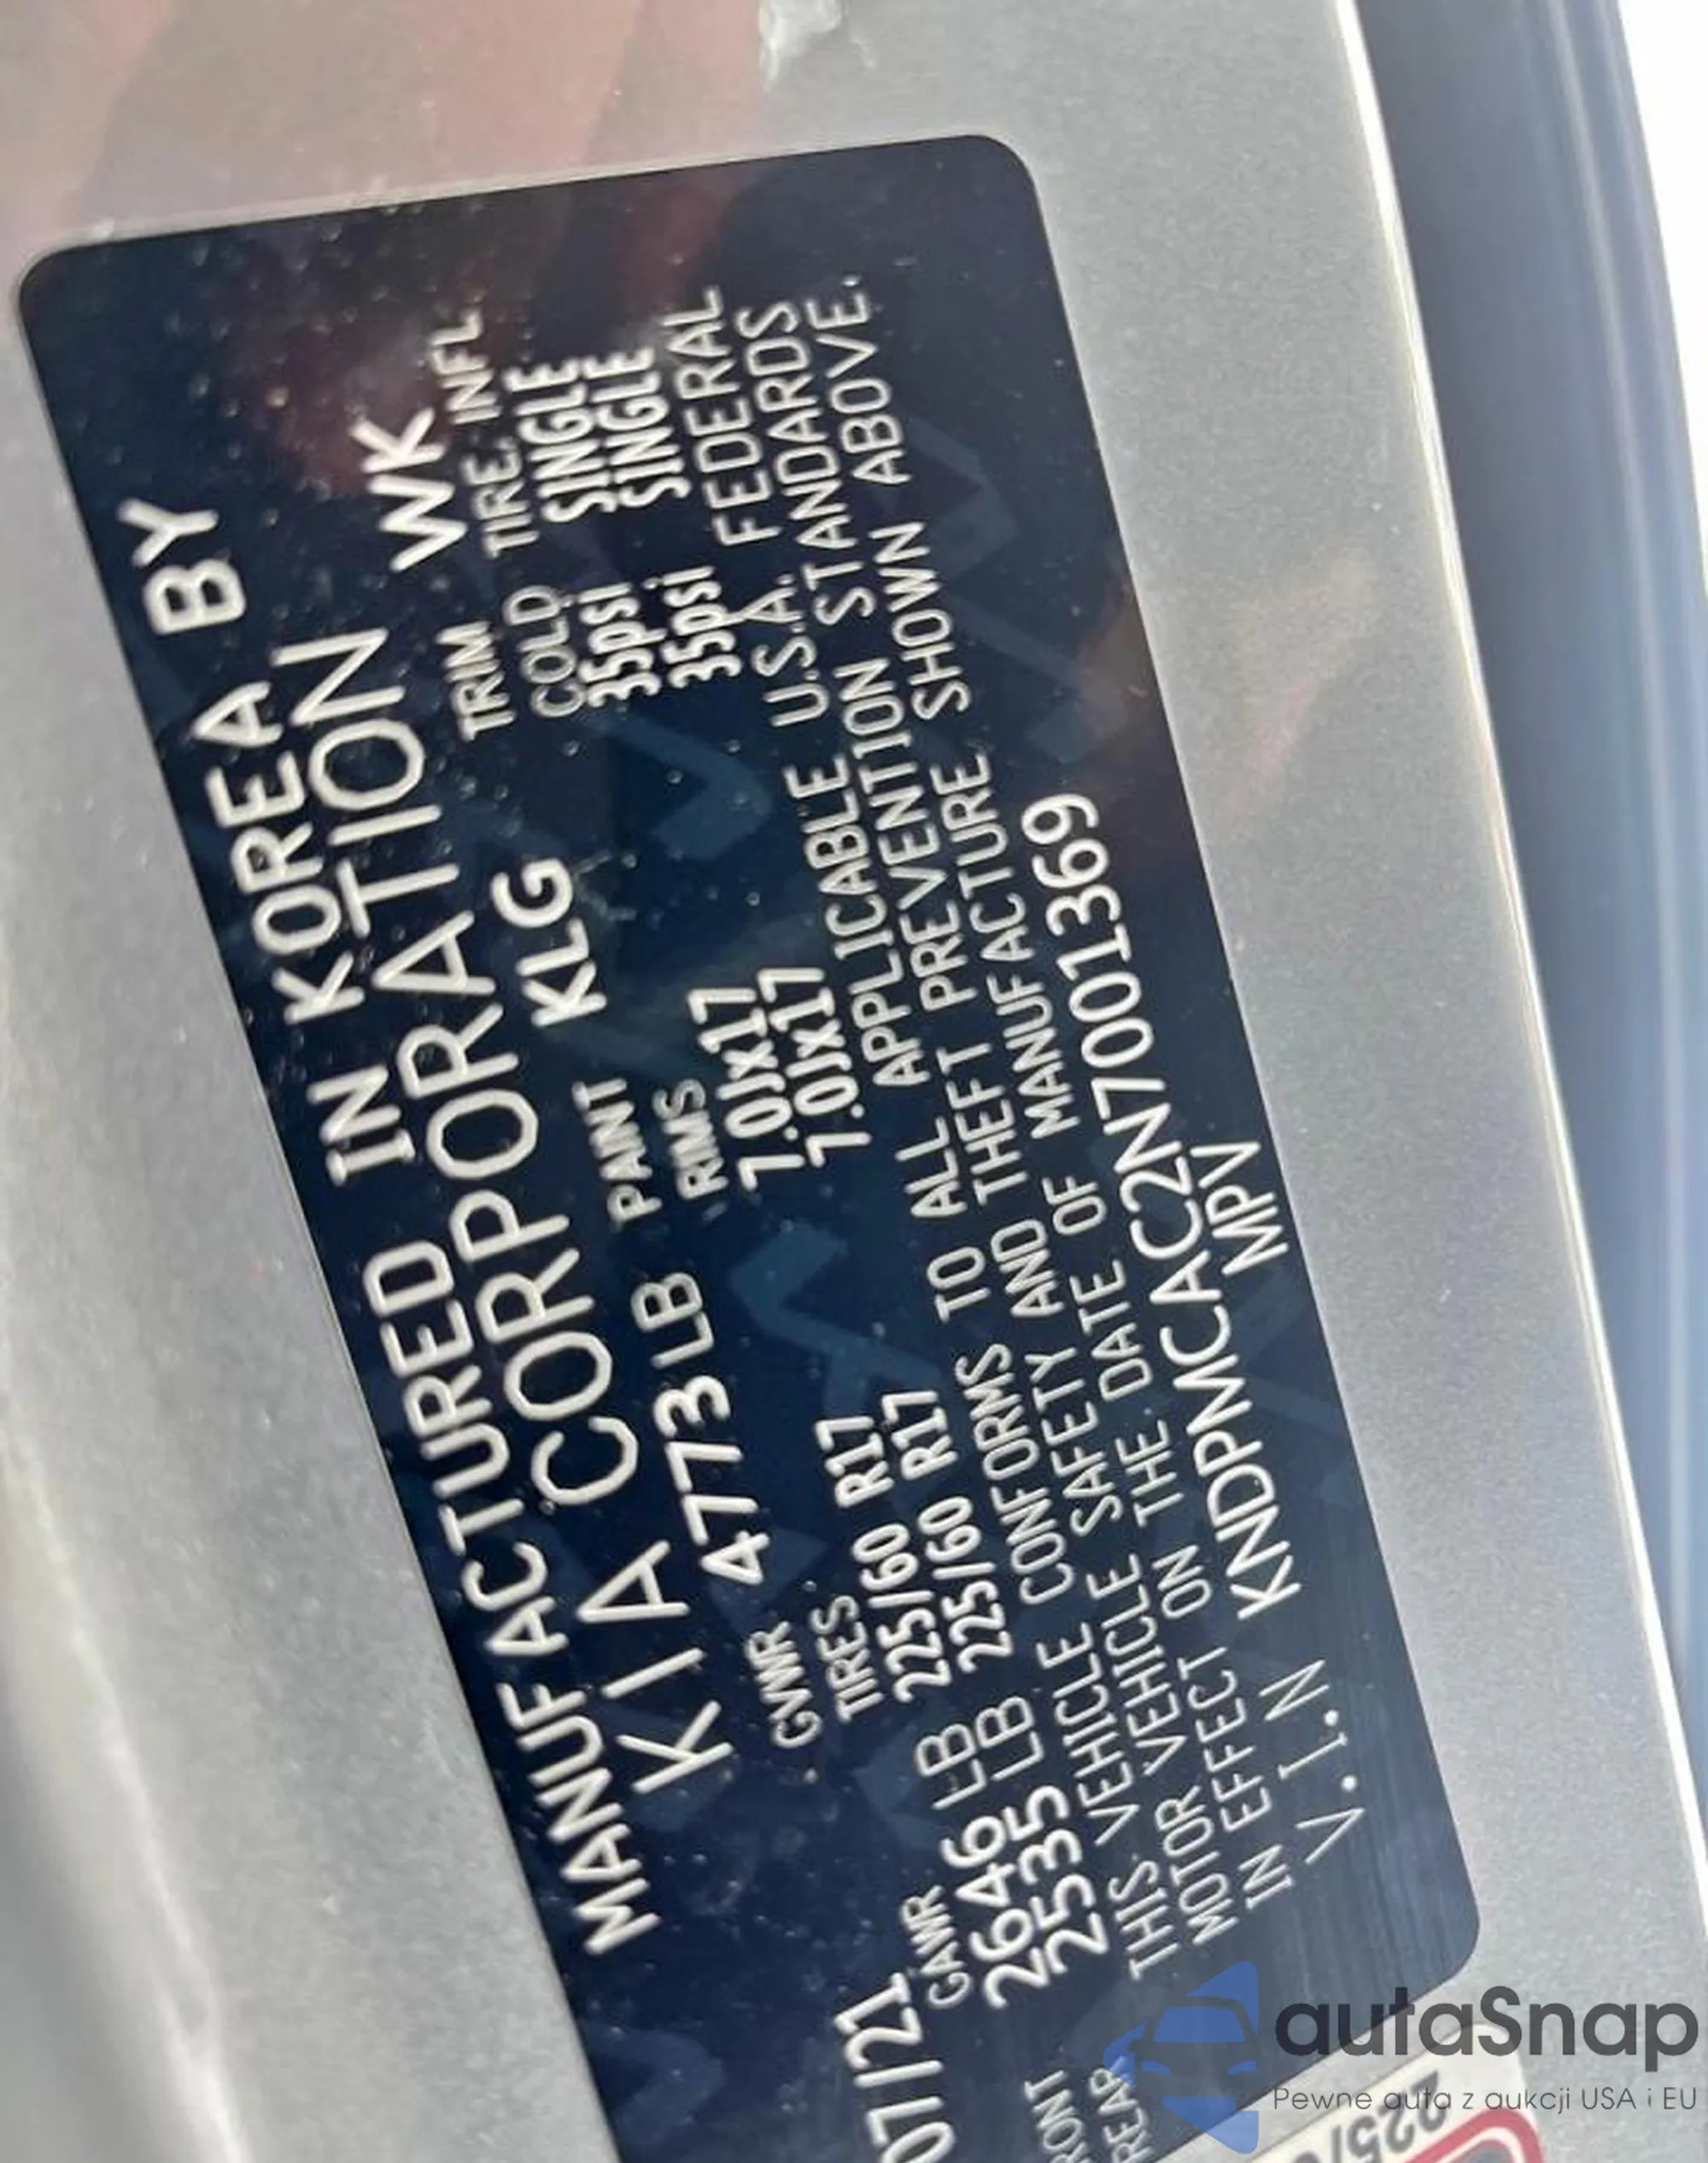 MANUFACTURED IN KOREA BY
KIA CORPORATION
07/21 GVWR 4773LB PAINT KLG TRIM WK
GAWR TIRES RIMS COLD TIRE INFL
FRONT 2646 LB 225/60 R17 7.0Jx17 35psi SINGLE
REAR 2535 LB 225/60 R17 7.0Jx17 35psi SINGLE
THIS VEHICLE CONFORMS TO ALL APPLICABLE U.S.A. FEDERAL
MOTOR VEHICLE SAFETY AND THEFT PREVENTION STANDARDS
IN EFFECT ON THE DATE OF MANUFACTURE SHOWN ABOVE.
V.I.N KNDPMCAC2N7001369
MPV
autaSnap
Pewne auta z aukcji USA i EU